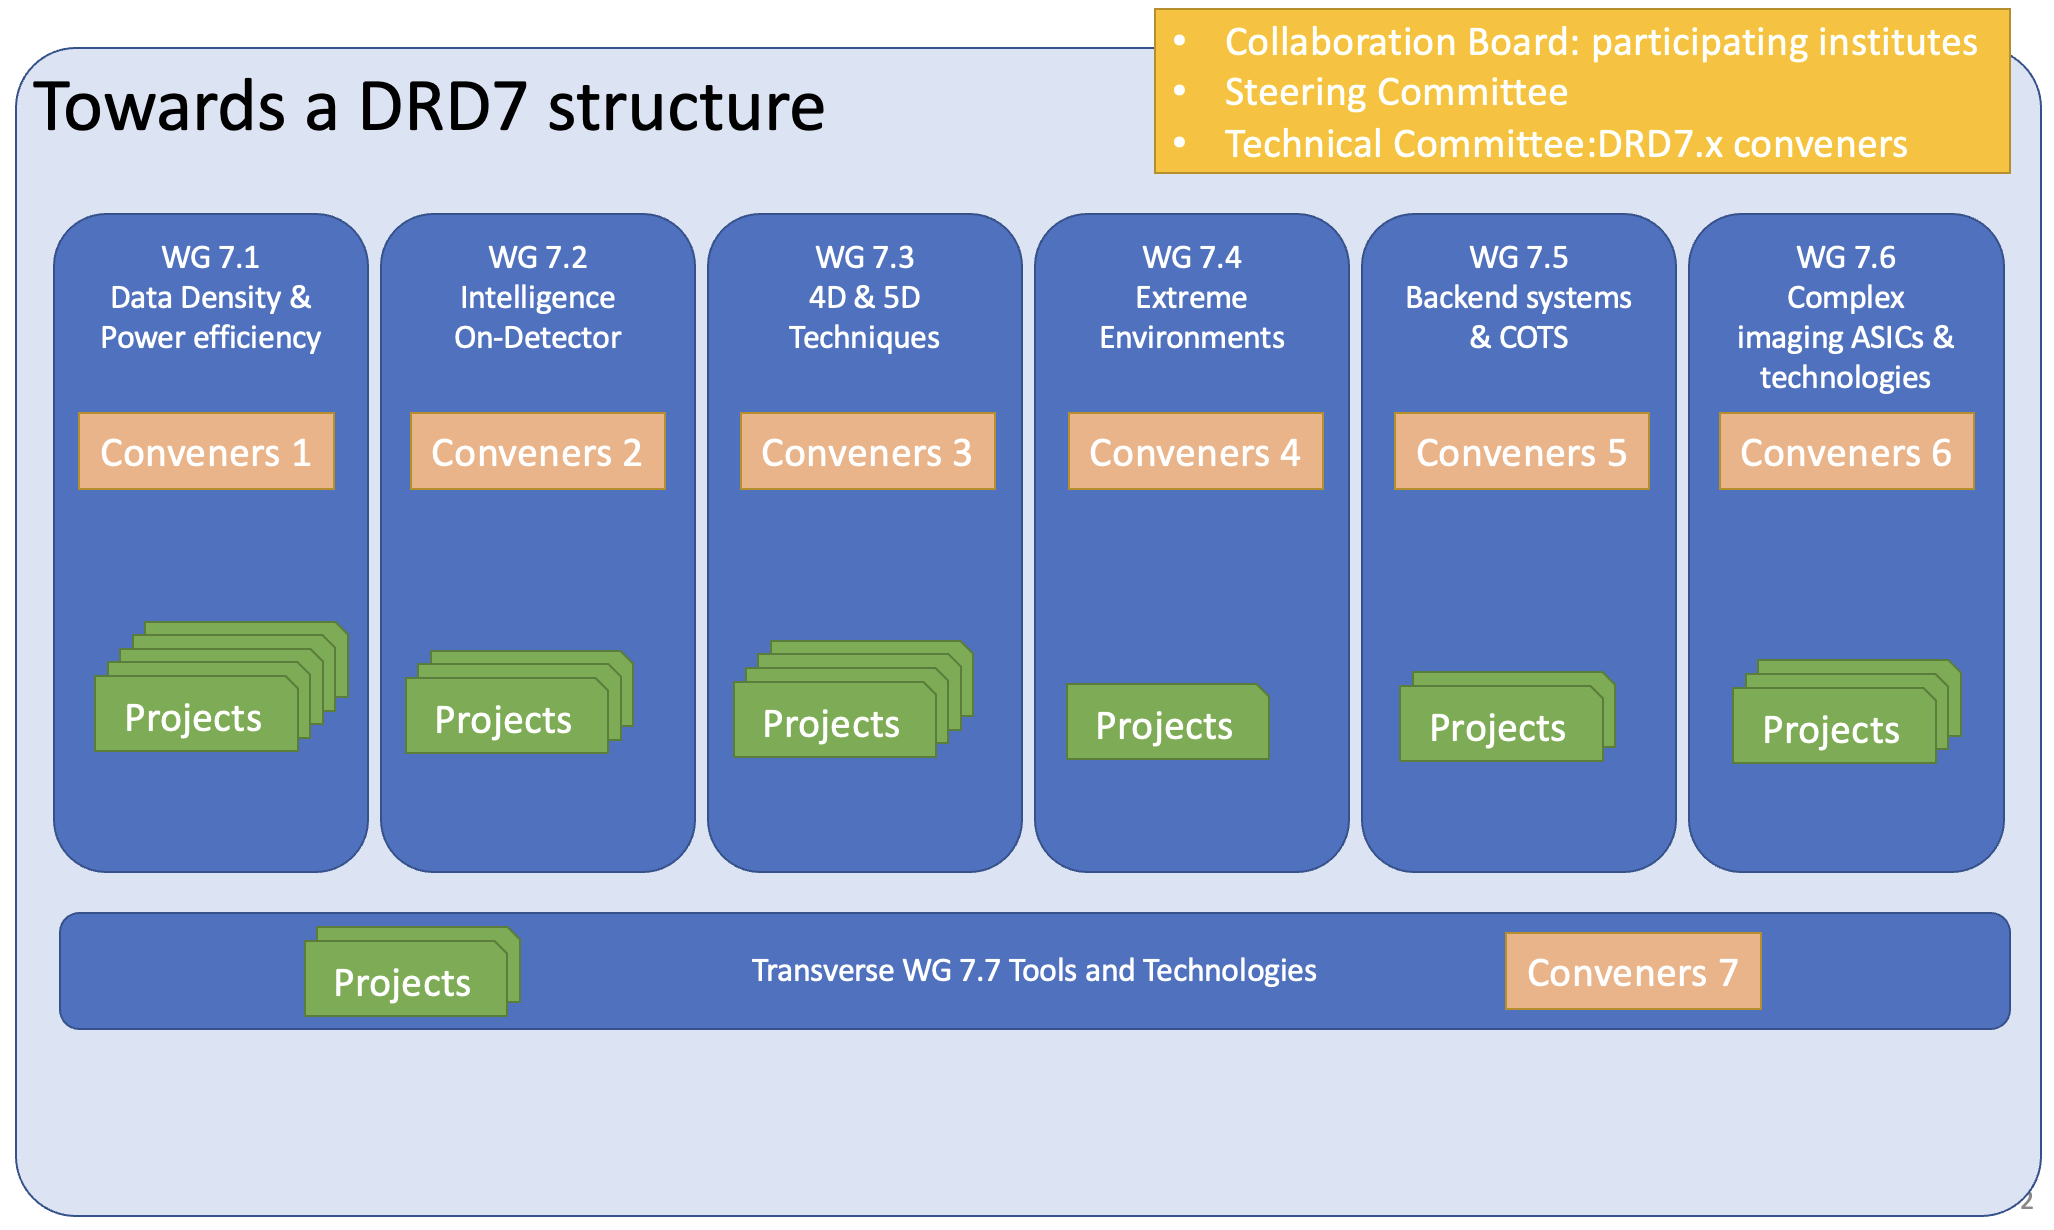 Towards a DRD7 structure
• Collaboration Board: participating institutes
• Steering Committee
• Technical Committee:DRD7.x conveners
WG 7.1
Data Density &
Power efficiency
Conveners 1
Projects
WG 7.2
Intelligence
On-Detector
Conveners 2
Projects
WG 7.3
4D & 5D
Techniques
Conveners 3
Projects
WG 7.4
Extreme
Environments
Conveners 4
Projects
WG 7.5
Backend systems
& COTS
Conveners 5
Projects
WG 7.6
Complex
imaging ASICs &
technologies
Conveners 6
Projects
Projects
Transverse WG 7.7 Tools and Technologies
Conveners 7
2